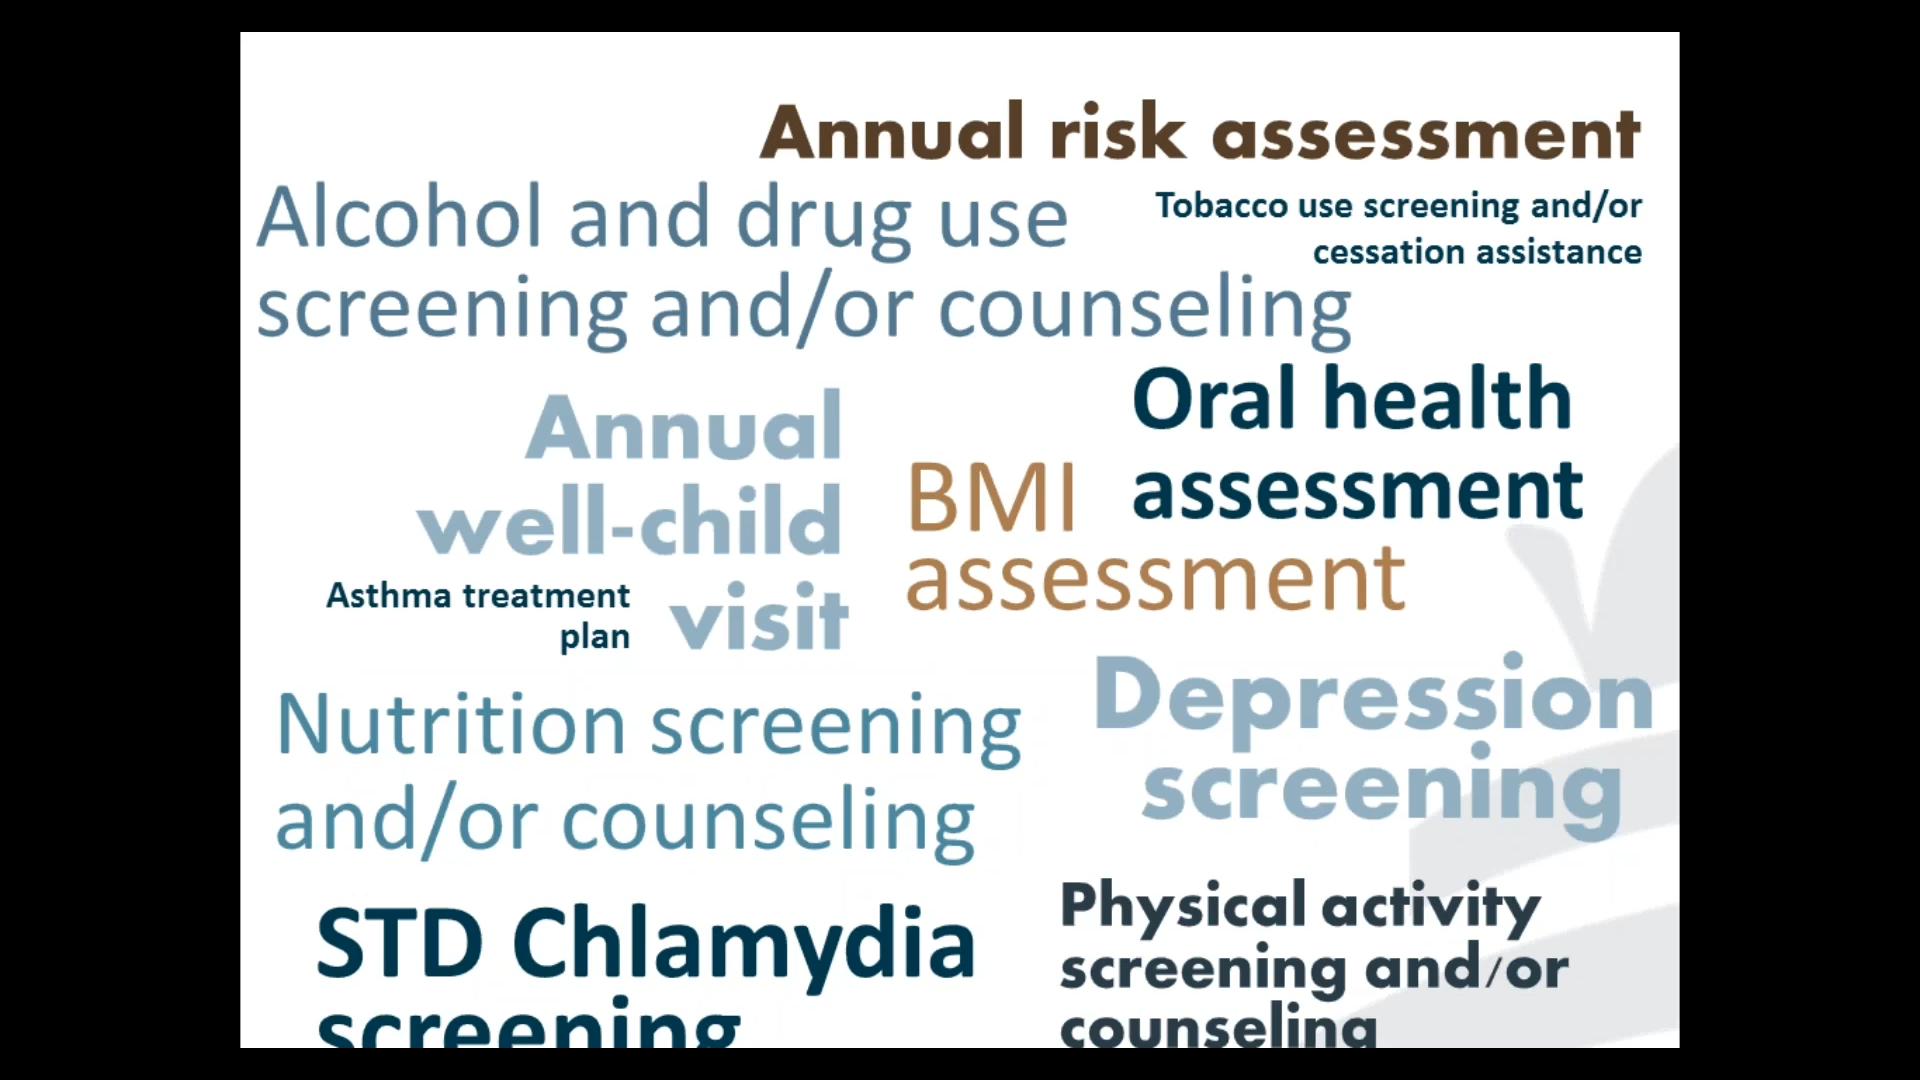 Annual risk assessment
Alcohol and drug use
screening and/or counseling
Tobacco use screening and/or
cessation assistance
Oral health
assessment
Annual
well-child
visit
BMI
assessment
Asthma treatment
plan
Nutrition screening
and/or counseling
Depression
screening
STD Chlamydia
screening
Physical activity
screening and/or
counseling